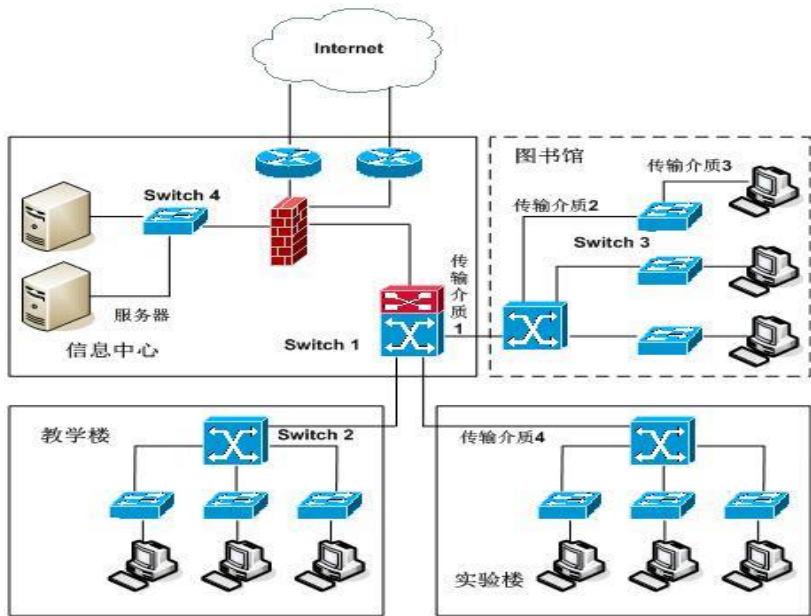 Internet
图书馆
传输介质3
Switch 4
传输介质2
Switch 3
传输介质1
服务器
信息中心
Switch 1
教学楼
Switch 2
传输介质4
实验楼